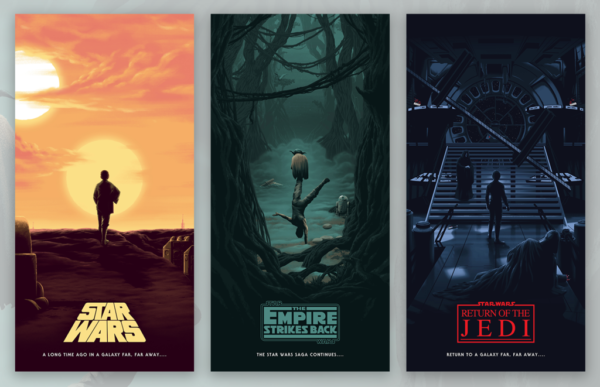 STAR
WARS
A LONG TIME AGO IN A GALAXY FAR, FAR AWAY....
THE
EMPIRE
STRIKES BACK
THE STAR WARS SAGA CONTINUES....
STAR WARS
RETURN OF THE
JEDI
RETURN TO A GALAXY FAR, FAR AWAY....